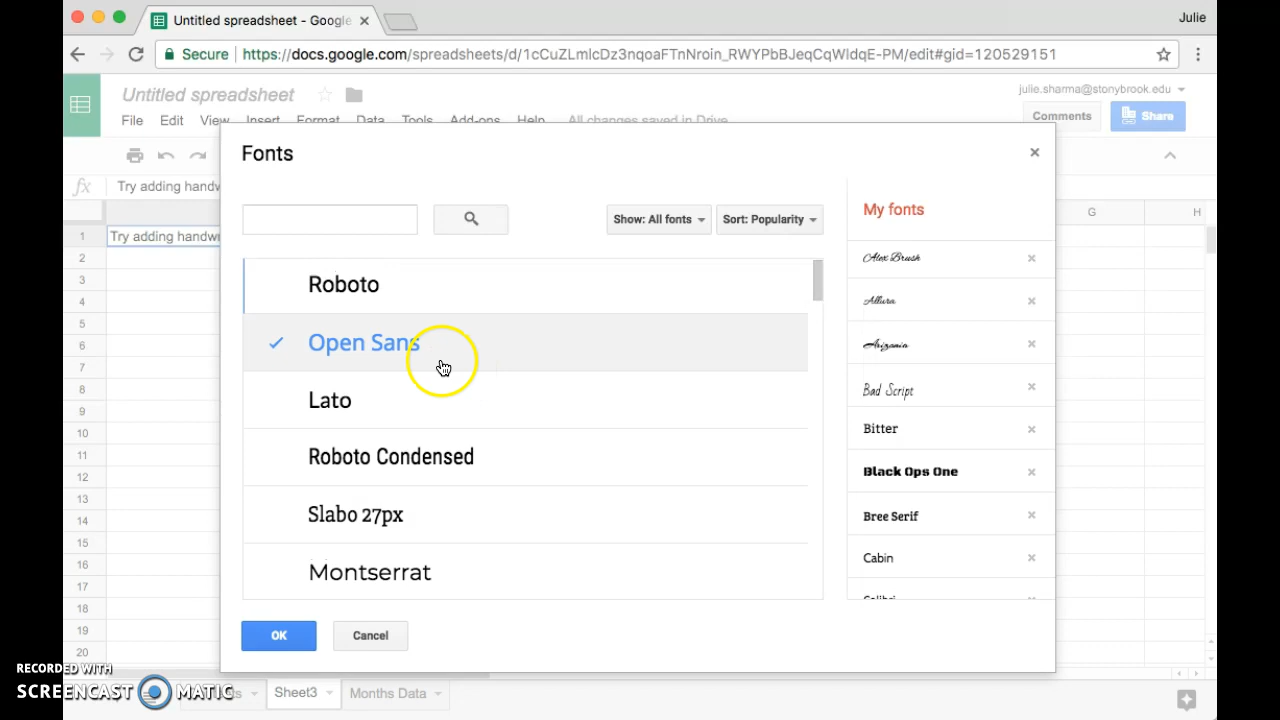 Untitled spreadsheet - Google
Julie
Secure https://docs.google.com/spreadsheets/d/1cCuZLmlcDz3nqoaFTnNroin_RWYPbBJeqCqWldqE-PM/edit#gid=120529151
Untitled spreadsheet
julie.sharma@stonybrook.edu
File Edit View Insert Format Data Tools Add-ons Help All changes saved in Drive
Comments
Share
fx Try adding handw
G H
1 Try adding handw
2
3
4
5
6
7
8
9
10
11
12
13
14
15
16
17
18
19
20
Fonts
Show: All fonts Sort: Popularity
Roboto
Open Sans
Lato
Roboto Condensed
Slabo 27px
Montserrat
OK Cancel
My fonts
Alex Brush
Allura
Arizonia
Bad Script
Bitter
Black Ops One
Bree Serif
Cabin
Calibri
Sheet3 Months Data
RECORDED WITH
SCREENCAST MATIC